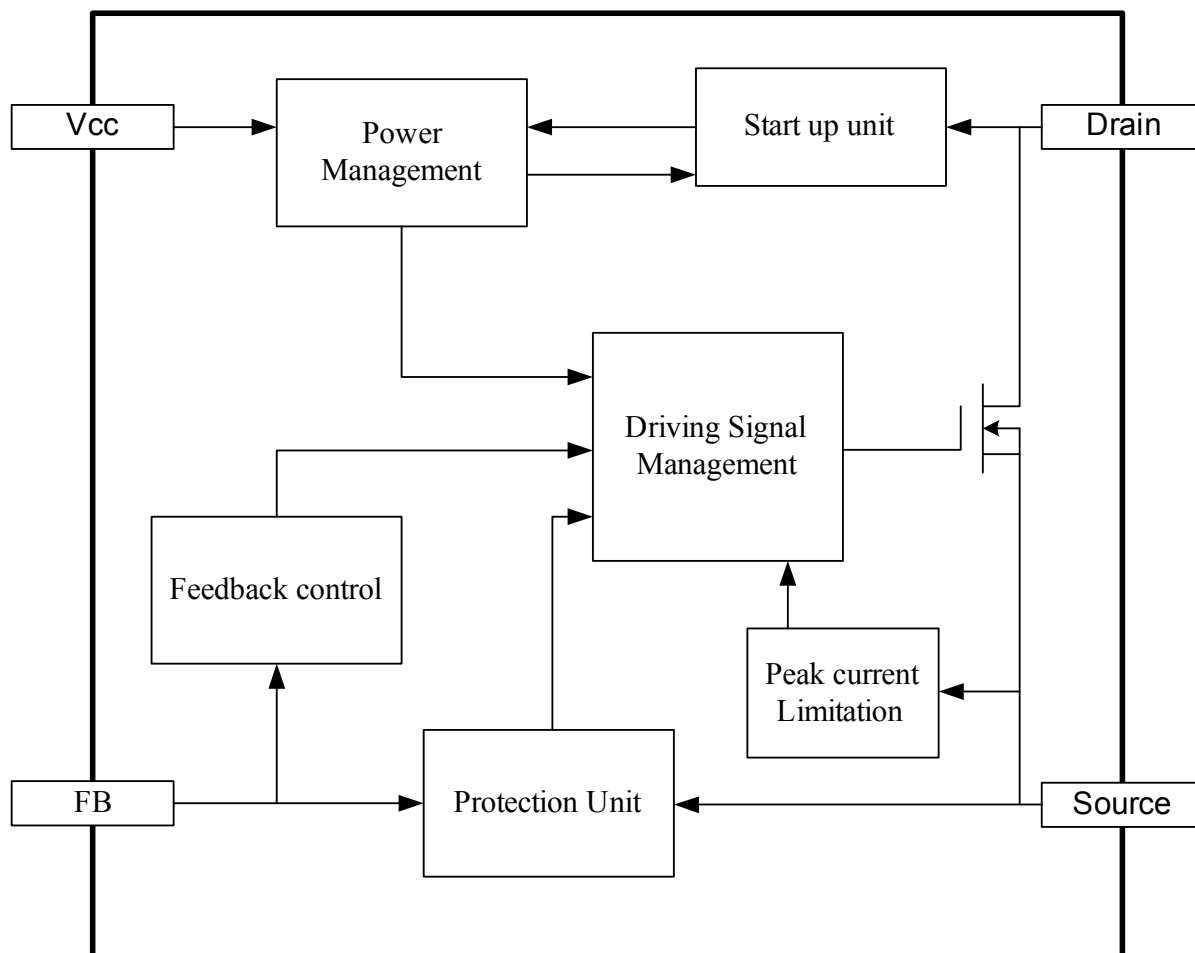 Vcc
Power
Management
Start up unit
Drain
Driving Signal
Management
Feedback control
Peak current
Limitation
FB
Protection Unit
Source